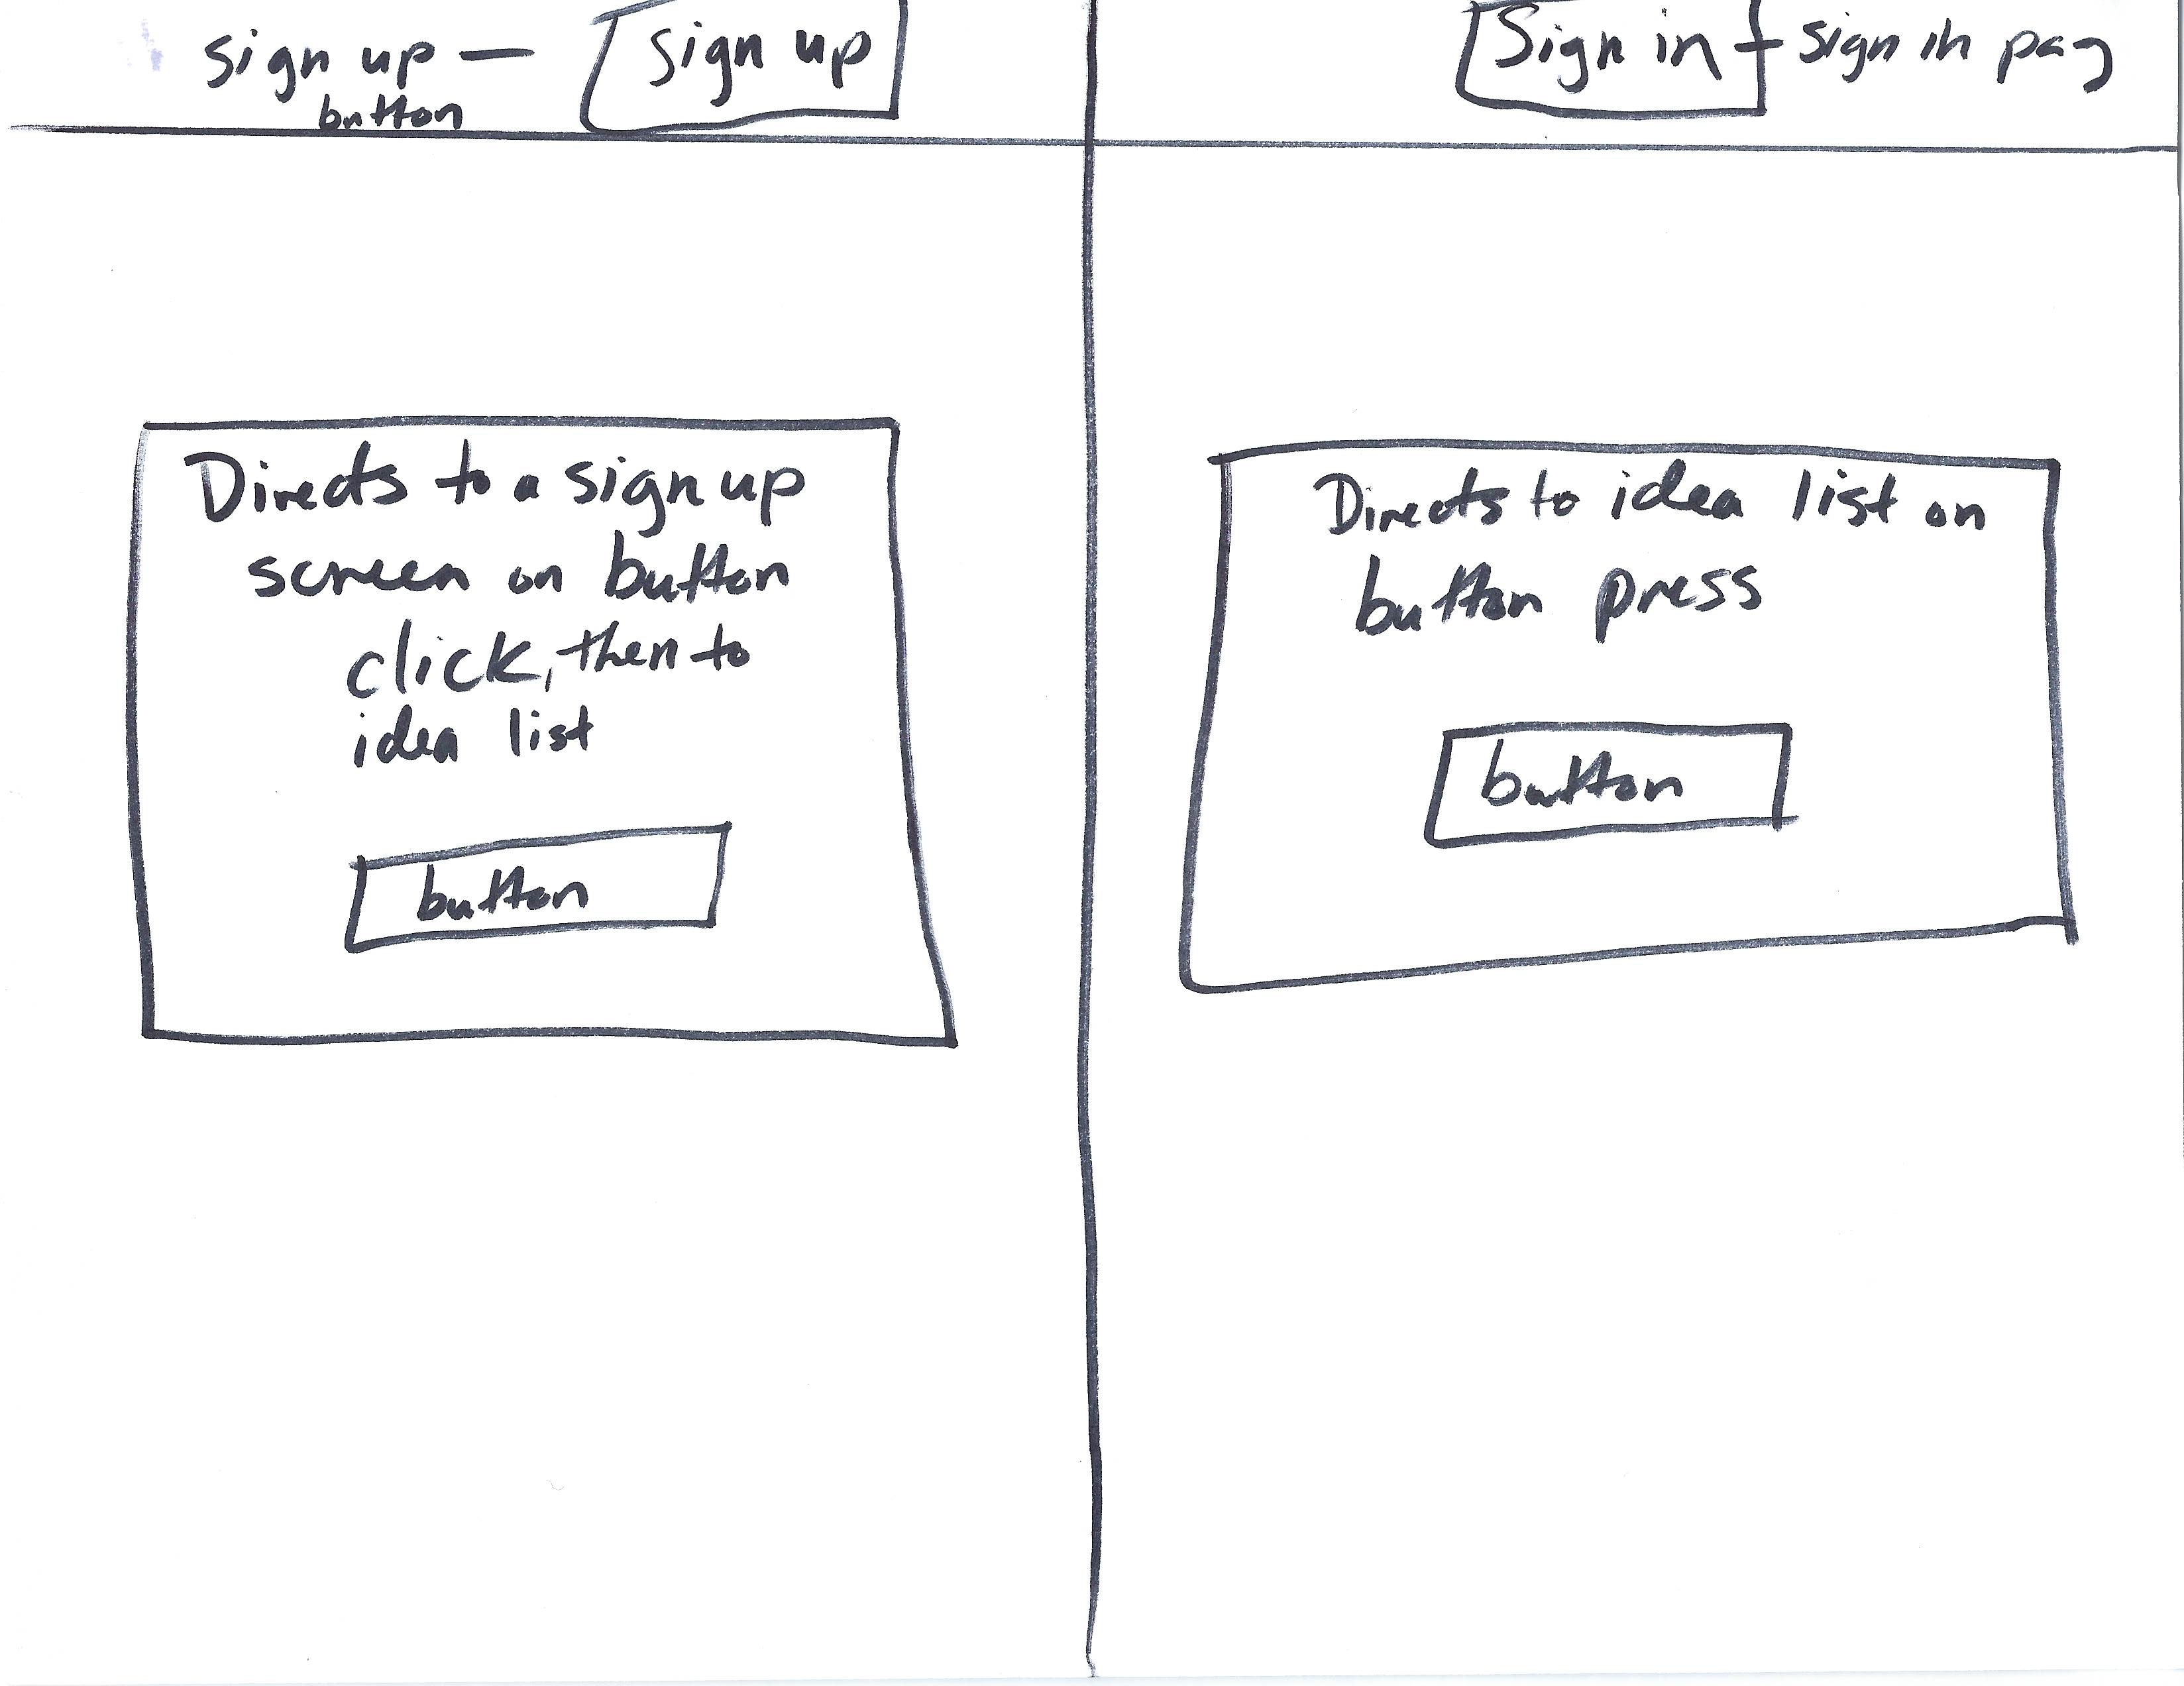 sign up — sign up
button
Directs to a sign up
screen on button
click, then to
idea list
button
Sign in - sign in pag
Directs to idea list on
button press
button